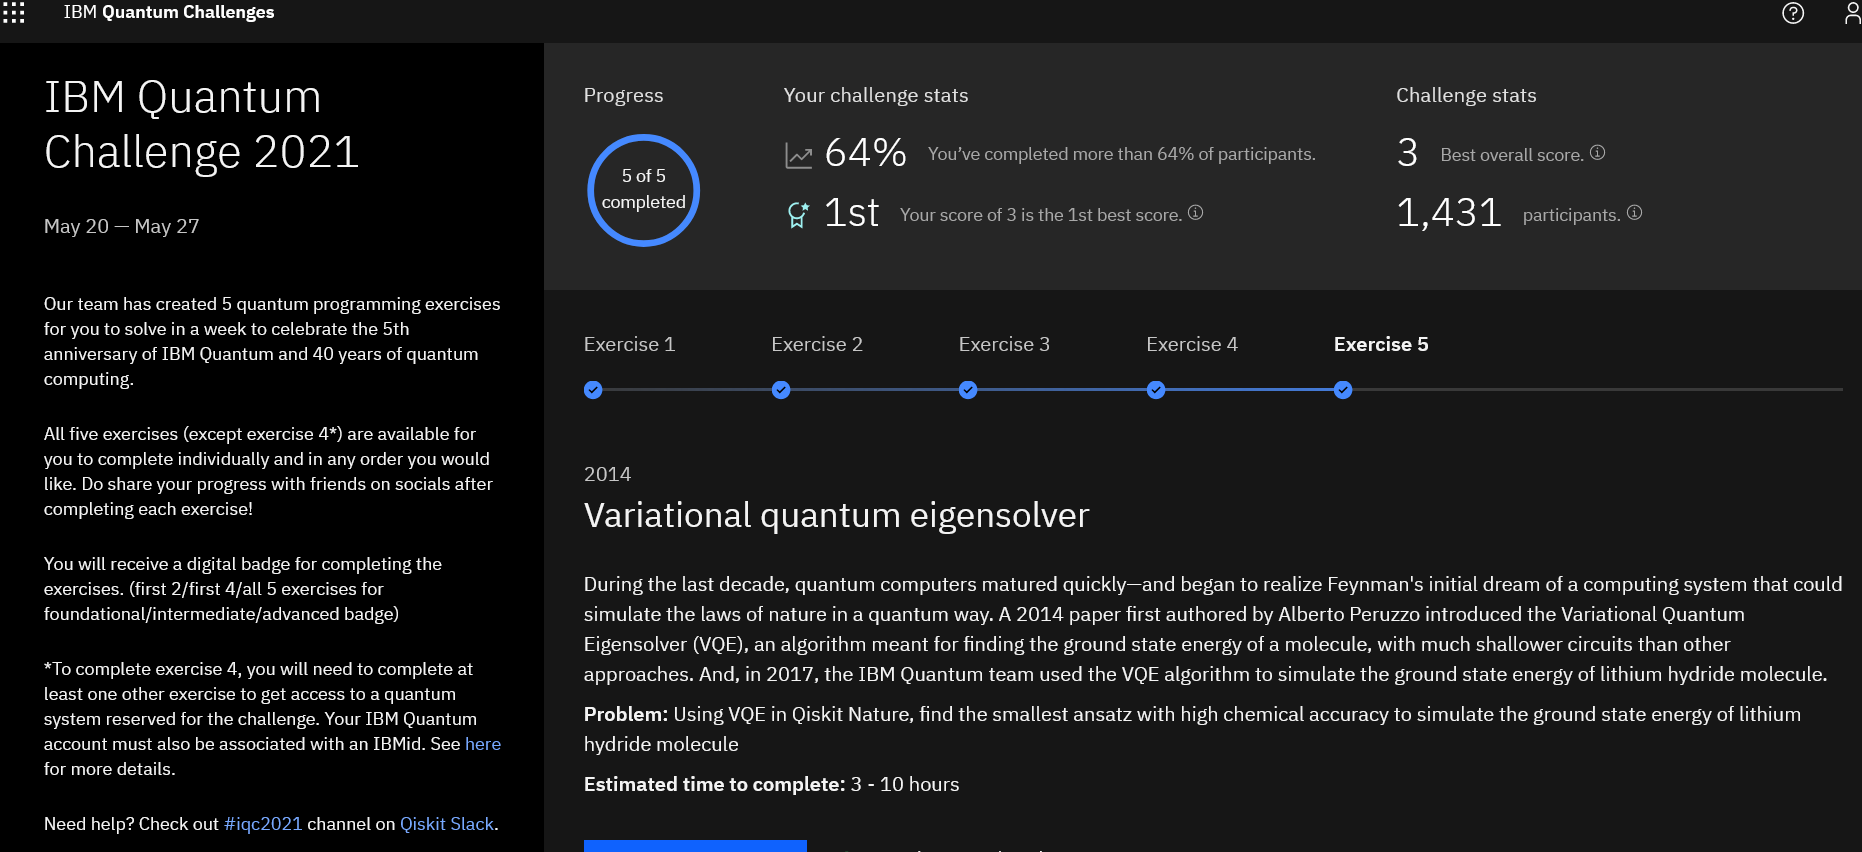 IBM Quantum Challenges
IBM Quantum
Challenge 2021
May 20 — May 27
Our team has created 5 quantum programming exercises
for you to solve in a week to celebrate the 5th
anniversary of IBM Quantum and 40 years of quantum
computing.
All five exercises (except exercise 4*) are available for
you to complete individually and in any order you would
like. Do share your progress with friends on socials after
completing each exercise!
You will receive a digital badge for completing the
exercises. (first 2/first 4/all 5 exercises for
foundational/intermediate/advanced badge)
*To complete exercise 4, you will need to complete at
least one other exercise to get access to a quantum
system reserved for the challenge. Your IBM Quantum
account must also be associated with an IBMid. See here
for more details.
Need help? Check out #iqc2021 channel on Qiskit Slack.
Progress
5 of 5
completed
Your challenge stats
64% You’ve completed more than 64% of participants.
1st Your score of 3 is the 1st best score.
Challenge stats
3 Best overall score.
1,431 participants.
Exercise 1 Exercise 2 Exercise 3 Exercise 4 Exercise 5
2014
Variational quantum eigensolver
During the last decade, quantum computers matured quickly—and began to realize Feynman's initial dream of a computing system that could
simulate the laws of nature in a quantum way. A 2014 paper first authored by Alberto Peruzzo introduced the Variational Quantum
Eigensolver (VQE), an algorithm meant for finding the ground state energy of a molecule, with much shallower circuits than other
approaches. And, in 2017, the IBM Quantum team used the VQE algorithm to simulate the ground state energy of lithium hydride molecule.
Problem: Using VQE in Qiskit Nature, find the smallest ansatz with high chemical accuracy to simulate the ground state energy of lithium
hydride molecule
Estimated time to complete: 3 - 10 hours